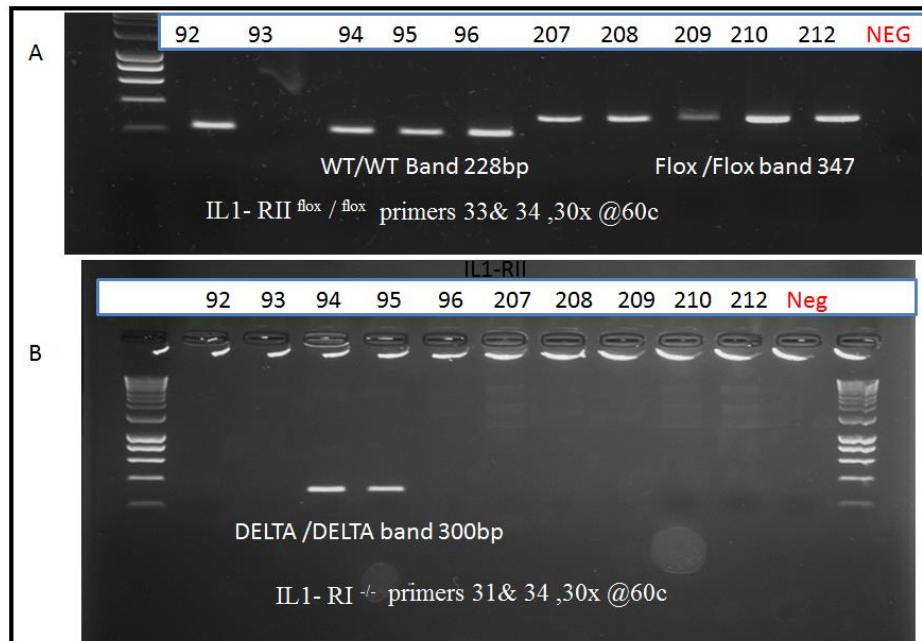 A
92 93 94 95 96 207 208 209 210 212 NEG
WT/WT Band 228bp Flox /Flox band 347
IL1- RII flox / flox primers 33& 34 ,30x @60c
IL1-RII
92 93 94 95 96 207 208 209 210 212 Neg
B
DELTA /DELTA band 300bp
IL1- RI -/- primers 31& 34 ,30x @60c